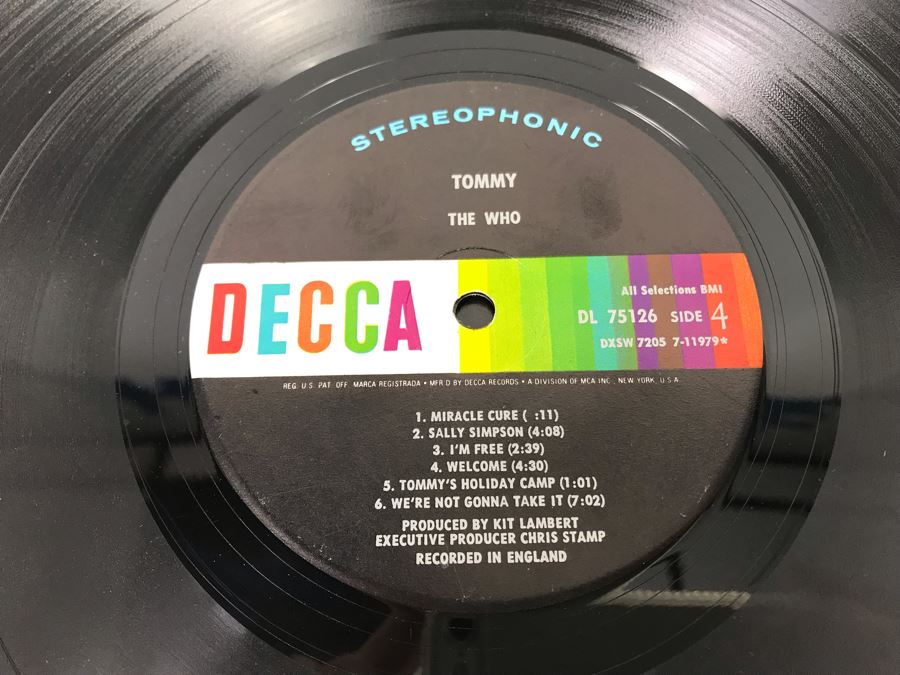 STEREOPHONIC
TOMMY
THE WHO
DECCA
All Selections BMI
DL 75126 SIDE 4
DXSW 7205 7-11979*
REG. U.S. PAT. OFF. MARCA REGISTRADA • MFR'D BY DECCA RECORDS • A DIVISION OF MCA INC., NEW YORK, U.S.A.
1. MIRACLE CURE ( :11)
2. SALLY SIMPSON (4:08)
3. I'M FREE (2:39)
4. WELCOME (4:30)
5. TOMMY'S HOLIDAY CAMP (1:01)
6. WE'RE NOT GONNA TAKE IT (7:02)
PRODUCED BY KIT LAMBERT
EXECUTIVE PRODUCER CHRIS STAMP
RECORDED IN ENGLAND